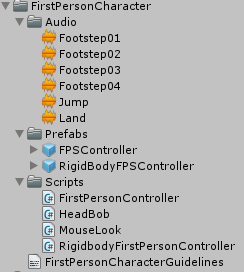 FirstPersonCharacter
Audio
Footstep01
Footstep02
Footstep03
Footstep04
Jump
Land
Prefabs
FPSController
RigidBodyFPSController
Scripts
FirstPersonController
HeadBob
MouseLook
RigidbodyFirstPersonController
FirstPersonCharacterGuidelines